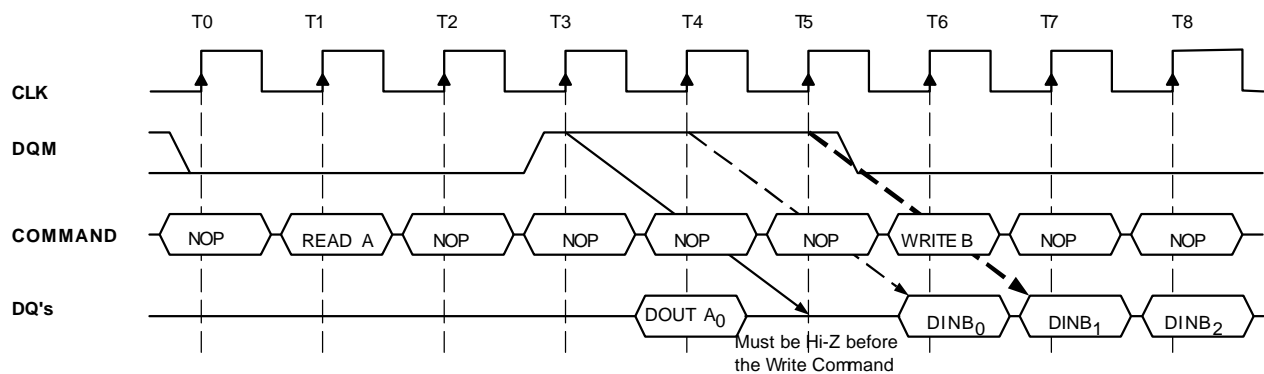 T0 T1 T2 T3 T4 T5 T6 T7 T8
CLK
DQM
COMMAND NOP READ A NOP NOP NOP NOP WRITE B NOP NOP
DQ's DOUT A0 DINB0 DINB1 DINB2
Must be Hi-Z before
the Write Command